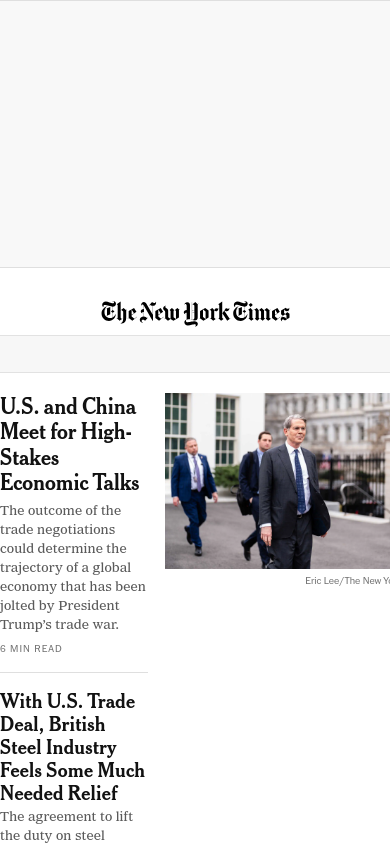 The New York Times
U.S. and China
Meet for High-
Stakes
Economic Talks
The outcome of the
trade negotiations
could determine the
trajectory of a global
economy that has been
jolted by President
Trump’s trade war.
6 MIN READ
Eric Lee/The New Yo
With U.S. Trade
Deal, British
Steel Industry
Feels Some Much
Needed Relief
The agreement to lift
the duty on steel